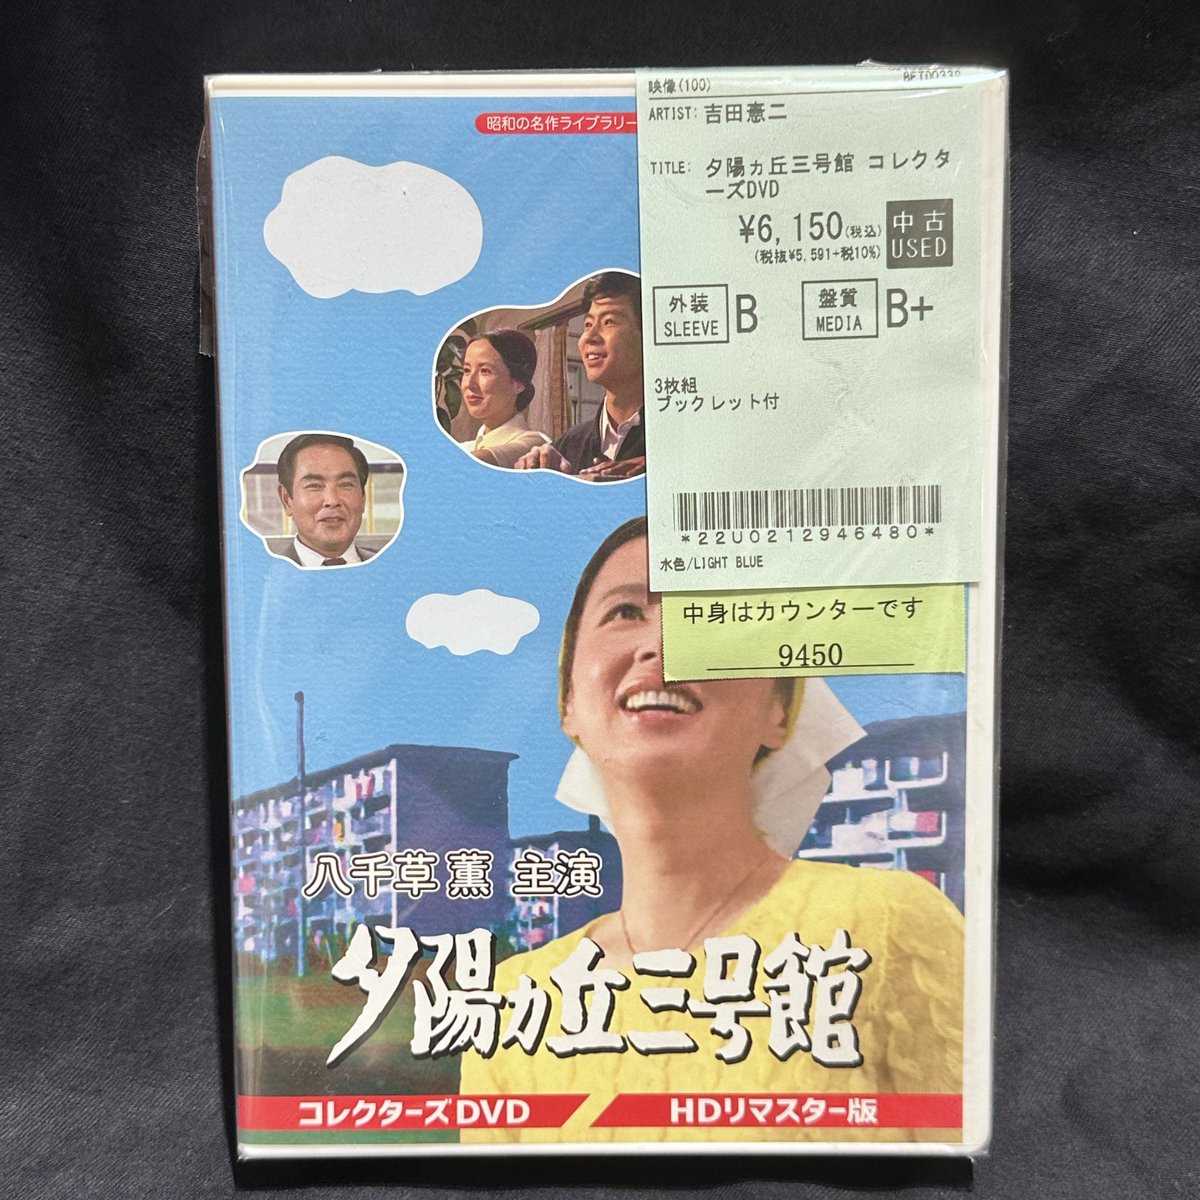 昭和の名作ライブラリー
映像(100)
ARTIST: 吉田憲二
TITLE: 夕陽ヵ丘三号館 コレクタ
ーズDVD
¥6,150(税込)
(税抜¥5,591+税10%)
中古
USED
外装
SLEEVE
B
盤質
MEDIA
B+
3枚組
ブックレット付
*22U0212946480*
水色/LIGHT BLUE
中身はカウンターです
9450
八千草 薫 主演
夕陽ヵ丘三号館
コレクターズDVD
HDリマスター版